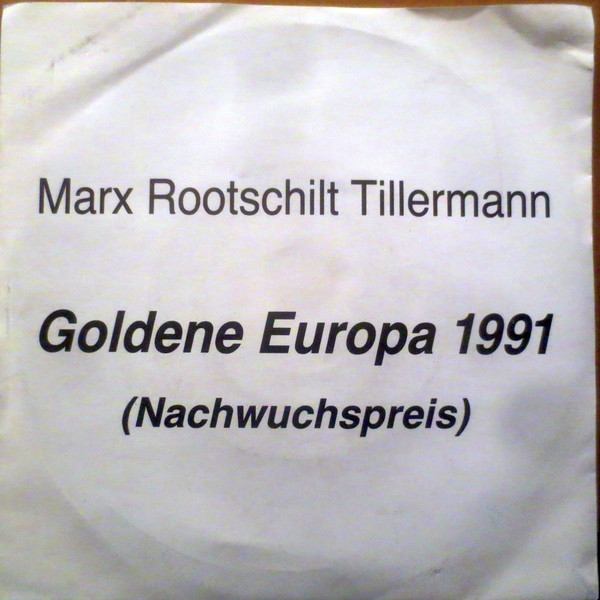 Marx Rootschilt Tillermann
Goldene Europa 1991
(Nachwuchspreis)